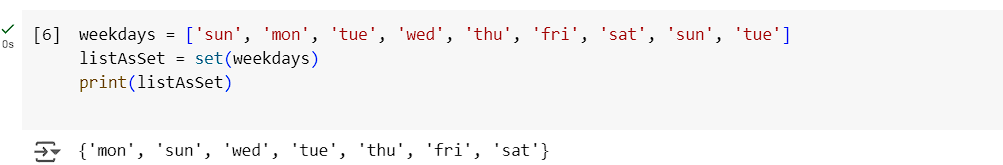 [6] weekdays = ['sun', 'mon', 'tue', 'wed', 'thu', 'fri', 'sat', 'sun', 'tue']
0s
listAsSet = set(weekdays)
print(listAsSet)
{'mon', 'sun', 'wed', 'tue', 'thu', 'fri', 'sat'}